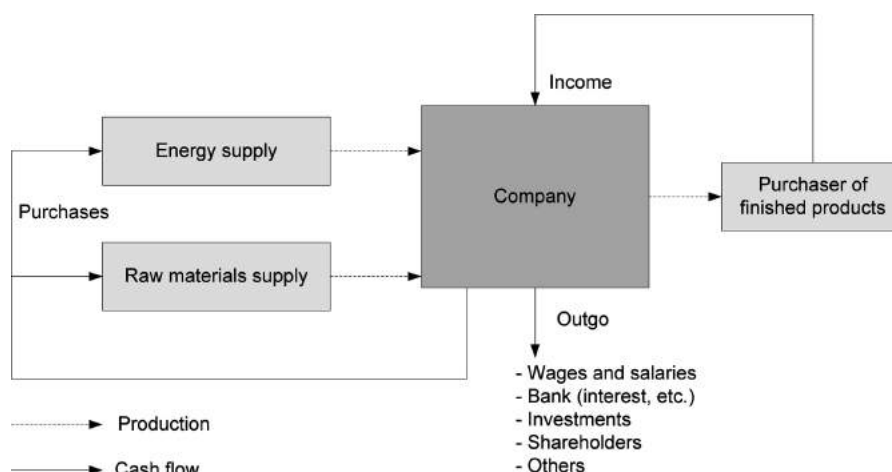 Income
Energy supply
Company
Purchaser of
finished products
Purchases
Raw materials supply
Outgo
- Wages and salaries
- Bank (interest, etc.)
- Investments
- Shareholders
- Others
Production
Cash flow